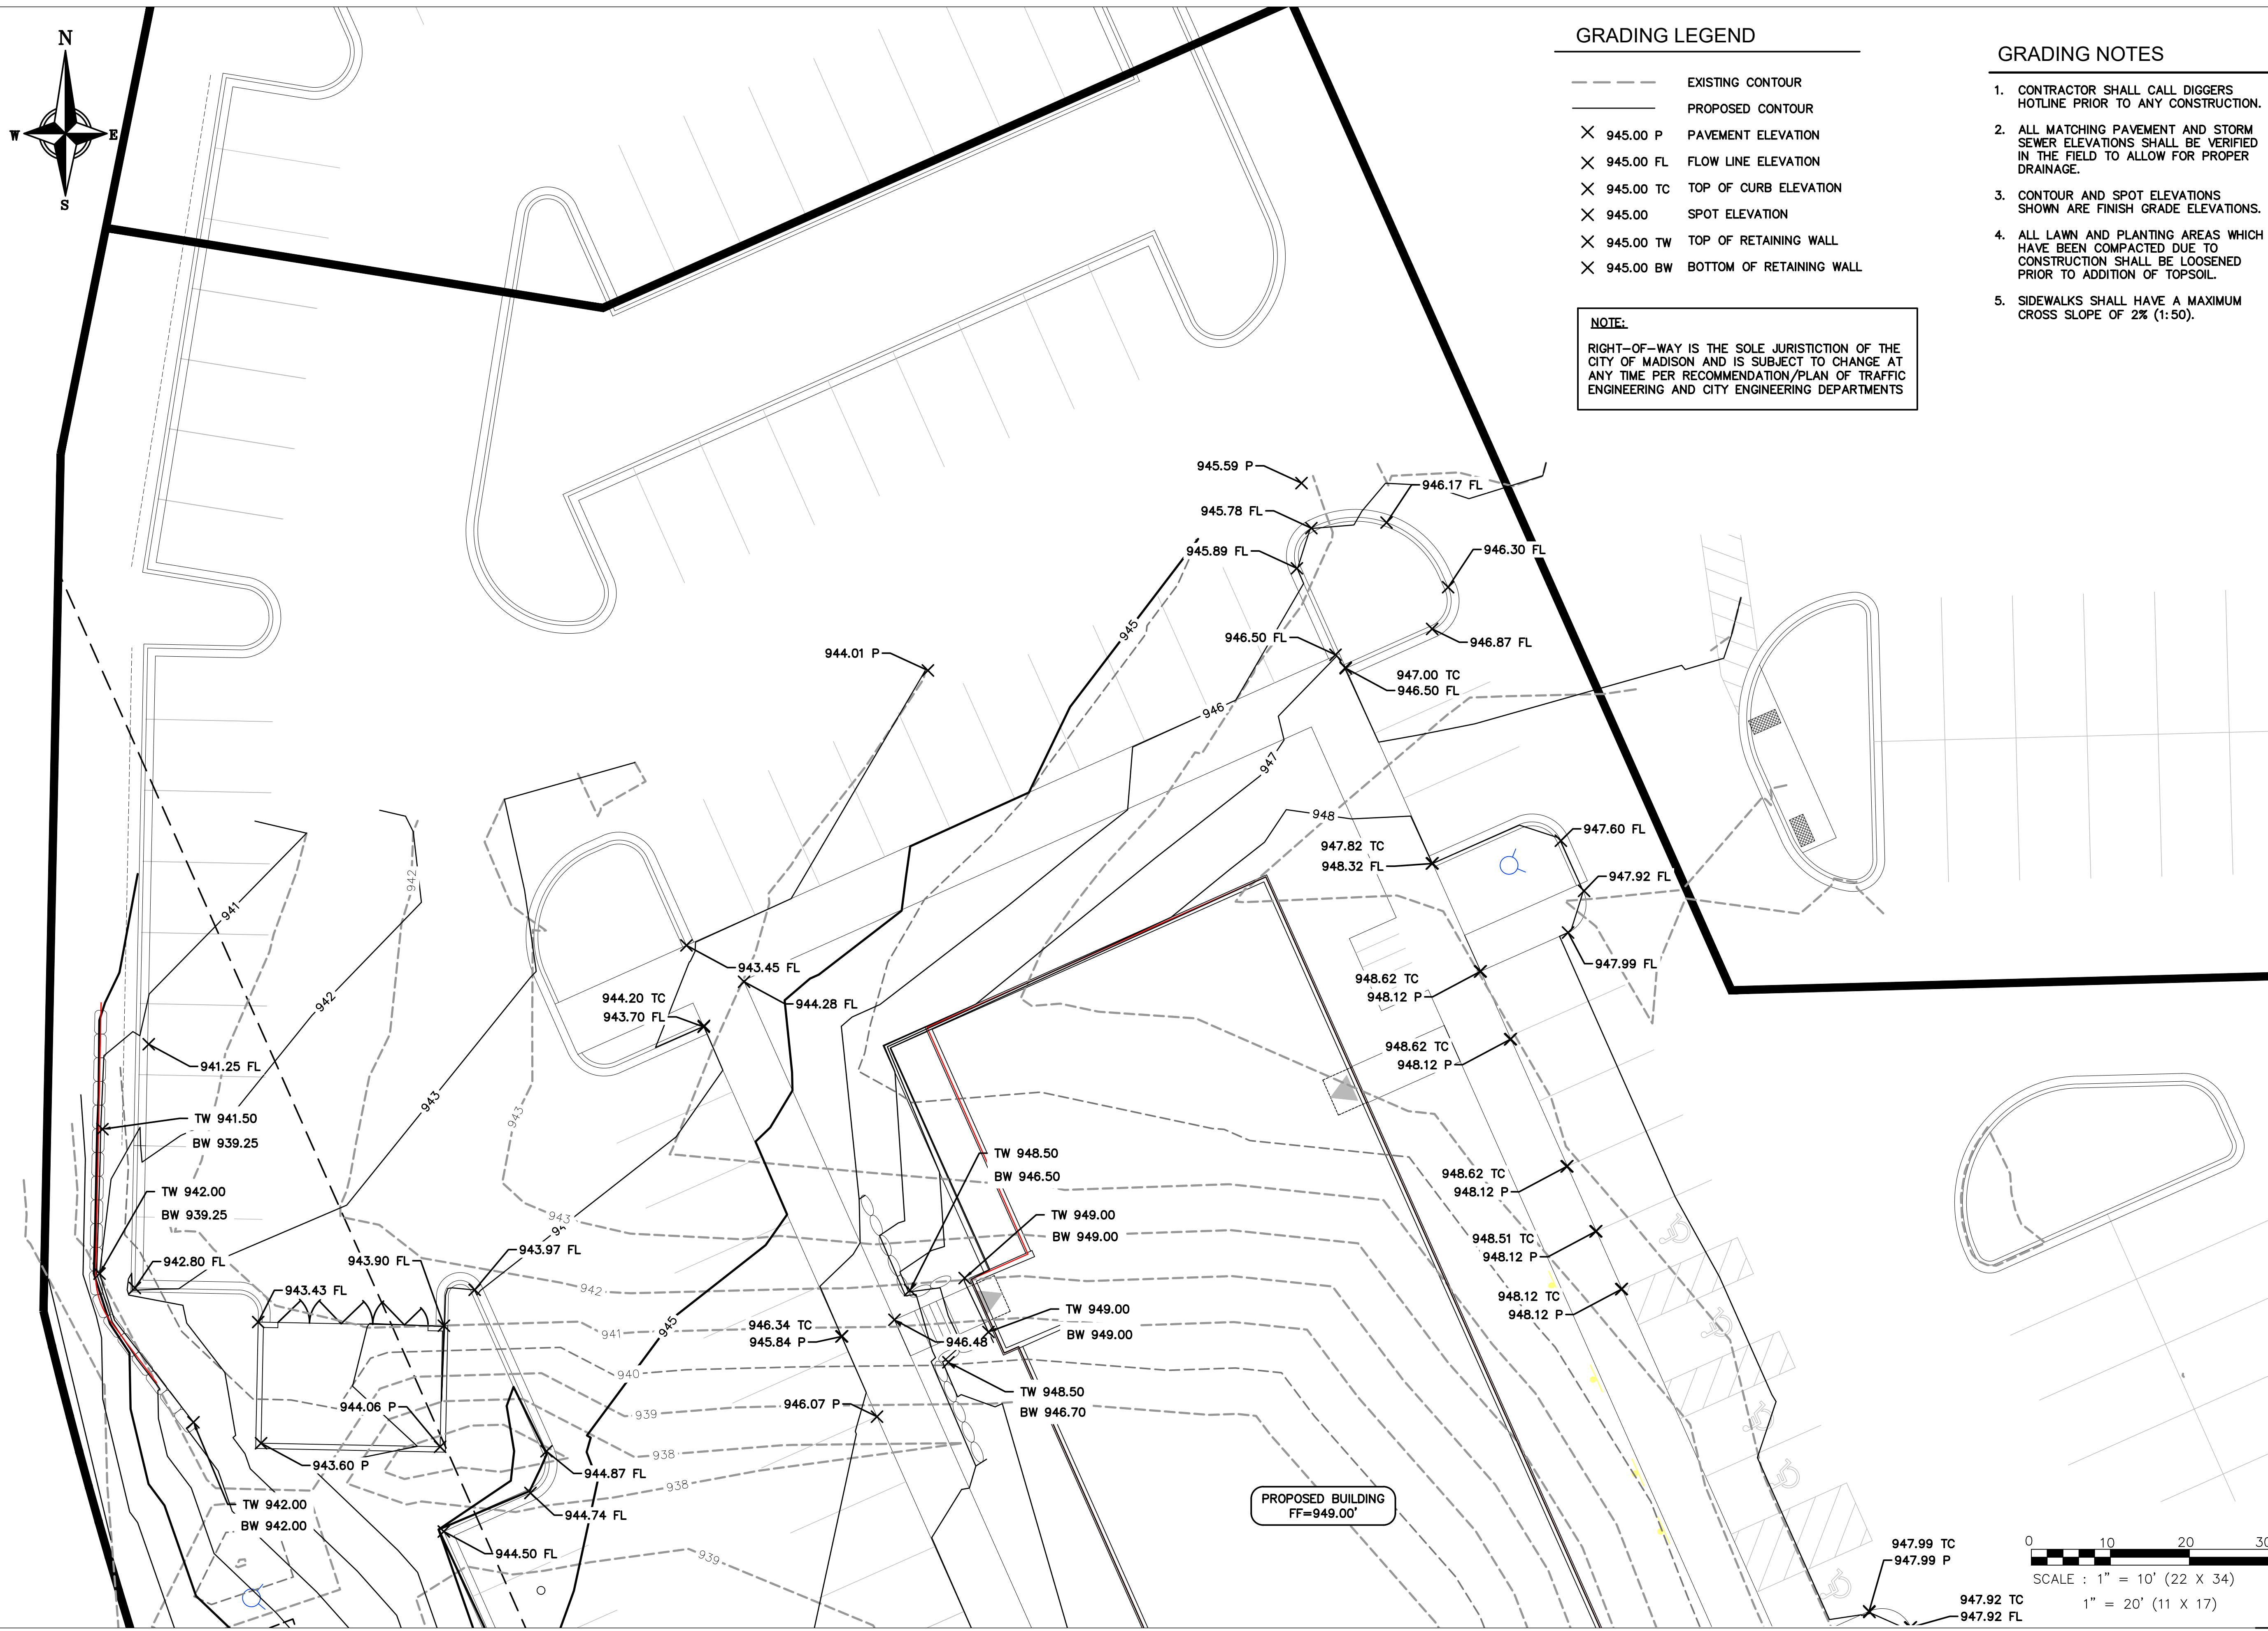 N
W
E
S
GRADING LEGEND
EXISTING CONTOUR
PROPOSED CONTOUR
945.00 P PAVEMENT ELEVATION
945.00 FL FLOW LINE ELEVATION
945.00 TC TOP OF CURB ELEVATION
945.00 SPOT ELEVATION
945.00 TW TOP OF RETAINING WALL
945.00 BW BOTTOM OF RETAINING WALL
NOTE:
RIGHT-OF-WAY IS THE SOLE JURISTICTION OF THE
CITY OF MADISON AND IS SUBJECT TO CHANGE AT
ANY TIME PER RECOMMENDATION/PLAN OF TRAFFIC
ENGINEERING AND CITY ENGINEERING DEPARTMENTS
GRADING NOTES
1. CONTRACTOR SHALL CALL DIGGERS
HOTLINE PRIOR TO ANY CONSTRUCTION.
2. ALL MATCHING PAVEMENT AND STORM
SEWER ELEVATIONS SHALL BE VERIFIED
IN THE FIELD TO ALLOW FOR PROPER
DRAINAGE.
3. CONTOUR AND SPOT ELEVATIONS
SHOWN ARE FINISH GRADE ELEVATIONS.
4. ALL LAWN AND PLANTING AREAS WHICH
HAVE BEEN COMPACTED DUE TO
CONSTRUCTION SHALL BE LOOSENED
PRIOR TO ADDITION OF TOPSOIL.
5. SIDEWALKS SHALL HAVE A MAXIMUM
CROSS SLOPE OF 2% (1:50).
945.59 P
946.17 FL
945.78 FL
945.89 FL
946.30 FL
945
946.50 FL
946.87 FL
944.01 P
947.00 TC
946.50 FL
946
947
948
947.82 TC
948.32 FL
947.60 FL
947.92 FL
942
941
943.45 FL
947.99 FL
944.20 TC
943.70 FL
944.28 FL
948.62 TC
948.12 P
942
948.62 TC
948.12 P
941.25 FL
943
943
TW 941.50
BW 939.25
TW 948.50
BW 946.50
948.62 TC
948.12 P
TW 942.00
BW 939.25
943
TW 949.00
BW 949.00
948.51 TC
948.12 P
942.80 FL
943.90 FL
943.97 FL
943.43 FL
942
948.12 TC
948.12 P
941
945
946.34 TC
945.84 P
946.48
TW 949.00
BW 949.00
940
944.06 P
939
946.07 P
TW 948.50
BW 946.70
943.60 P
938
944.87 FL
938
TW 942.00
BW 942.00
944.74 FL
PROPOSED BUILDING
FF=949.00'
944.50 FL
939
947.99 TC
947.99 P
947.92 TC
947.92 FL
0 10 20
SCALE : 1" = 10' (22 X 34)
1" = 20' (11 X 17)